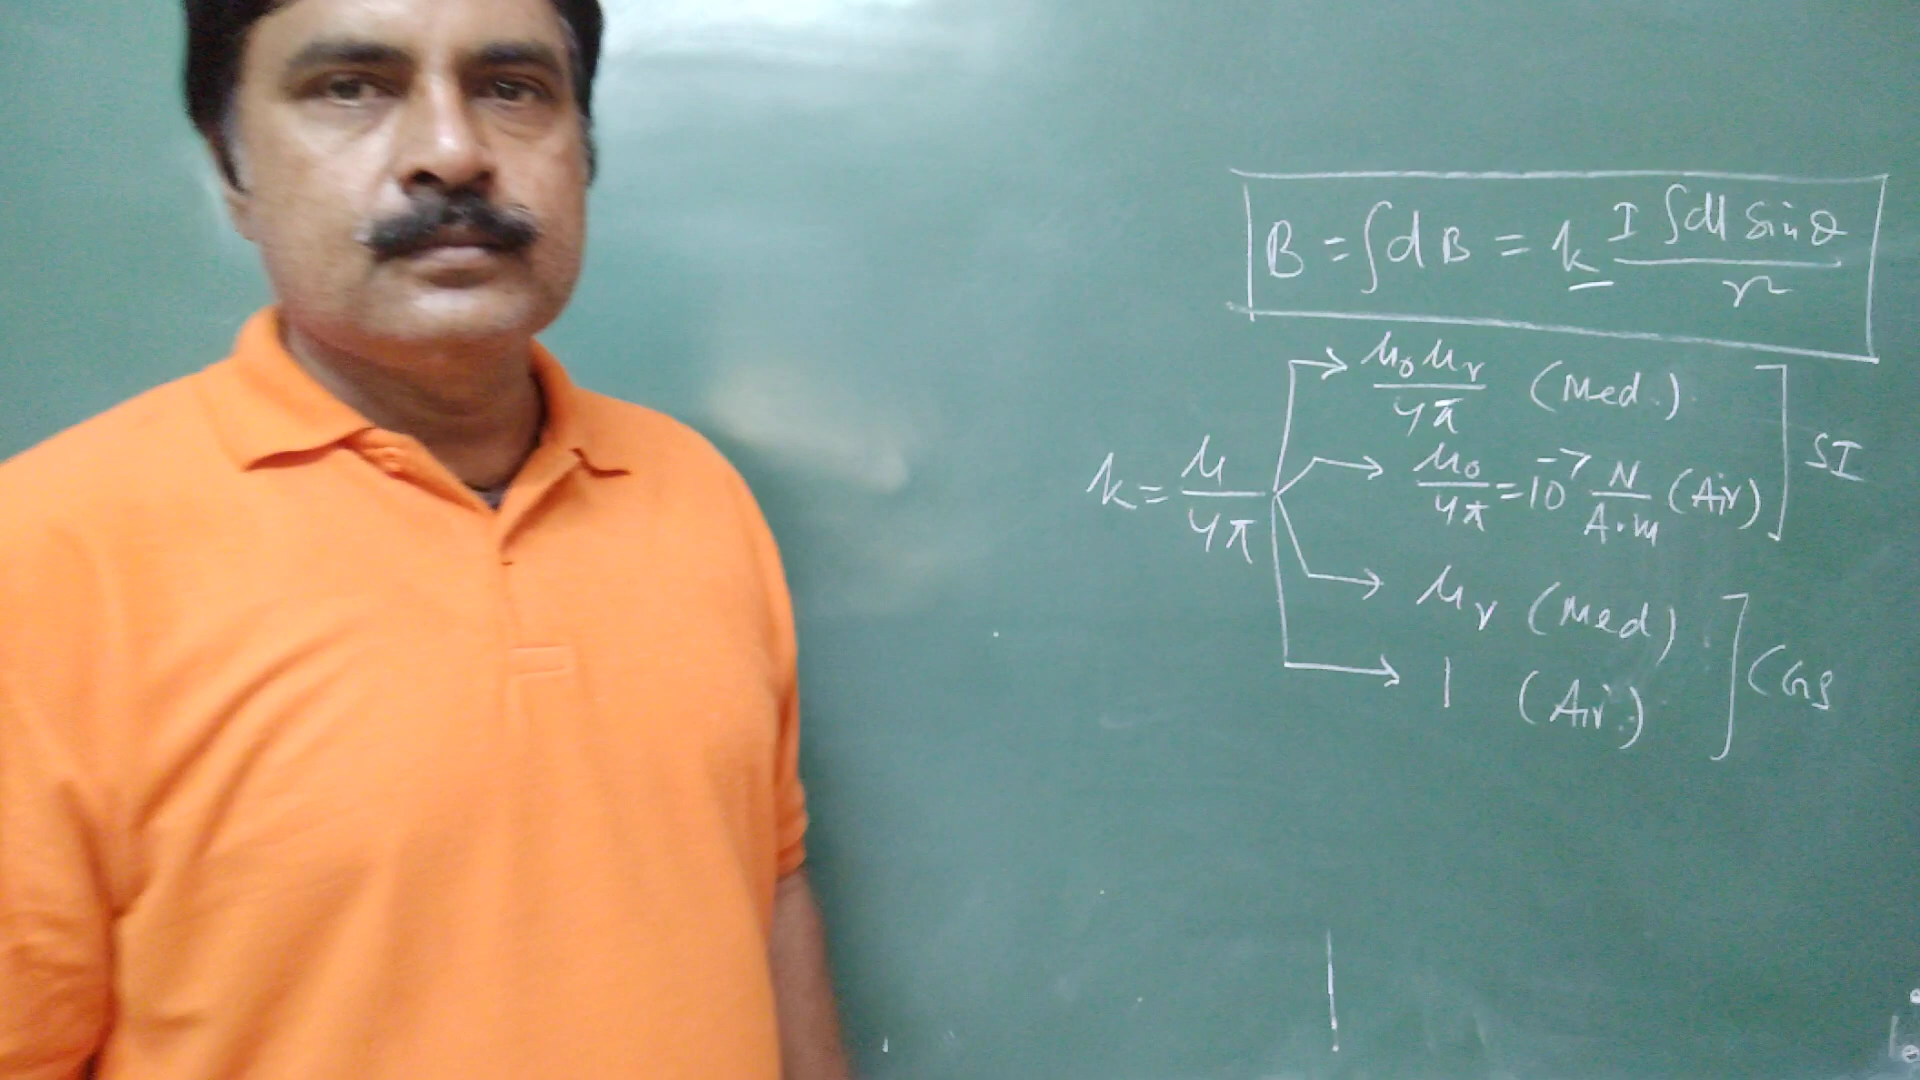 B = ∫dB = k I ∫dl sinθ / r²
k = μ / 4π
μ₀μᵣ / 4π (Med.)
μ₀ / 4π = 10⁻⁷ N / A·m (Air)
SI
μᵣ (Med)
1 (Air)
CGS